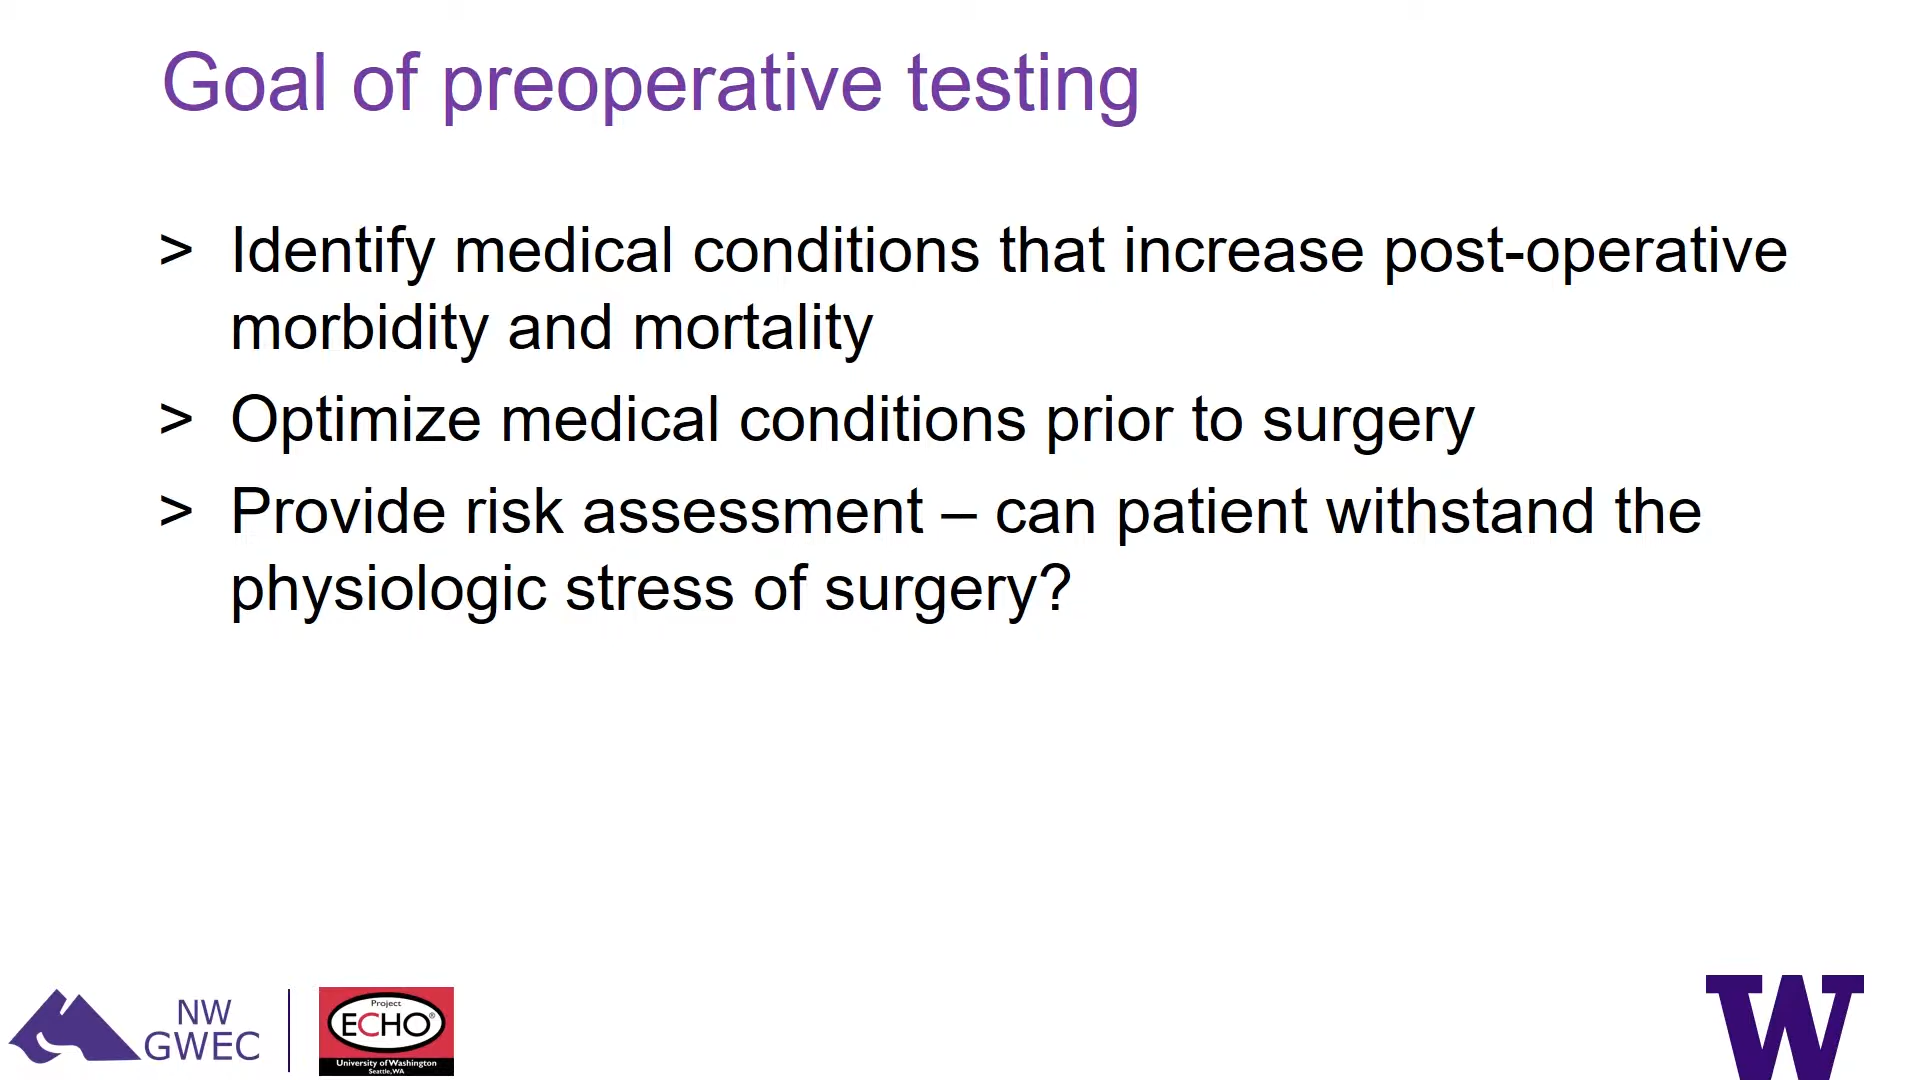 Goal of preoperative testing
> Identify medical conditions that increase post-operative
morbidity and mortality
> Optimize medical conditions prior to surgery
> Provide risk assessment – can patient withstand the
physiologic stress of surgery?
NW
GWEC
Project
ECHO®
University of Washington
Seattle, WA
W